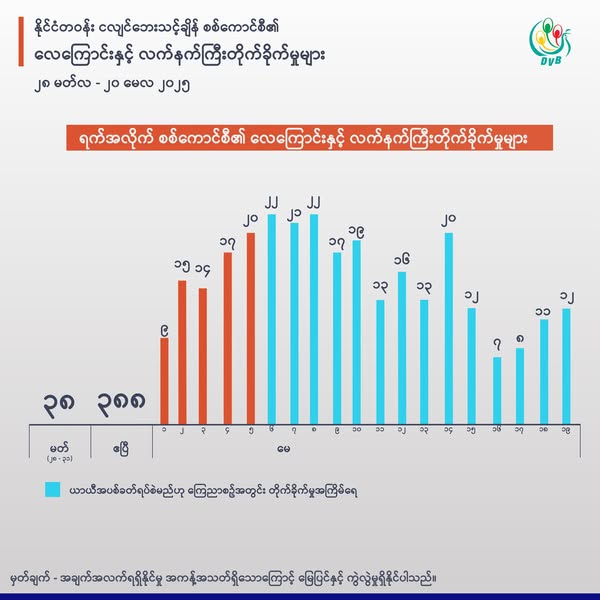 နိုင်ငံတဝန်း ငလျင်ဘေးသင့်ချိန် စစ်ကောင်စီ၏
လေကြောင်းနှင့် လက်နက်ကြီးတိုက်ခိုက်မှုများ
၂၈ မတ်လ - ၂၀ မေလ ၂၀၂၅
DVB
ရက်အလိုက် စစ်ကောင်စီ၏ လေကြောင်းနှင့် လက်နက်ကြီးတိုက်ခိုက်မှုများ
၃၈ ၃၈၈ ၉ ၁၅ ၁၄ ၁၇ ၂၀ ၂၂ ၂၁ ၂၂ ၁၇ ၁၉ ၁၃ ၁၆ ၁၃ ၂၀ ၁၂ ၇ ၈ ၁၁ ၁၂
၁ ၂ ၃ ၄ ၅ ၆ ၇ ၈ ၉ ၁၀ ၁၁ ၁၂ ၁၃ ၁၄ ၁၅ ၁၆ ၁၇ ၁၈ ၁၉
မတ် ဧပြီ မေ
(၂၈ - ၃၁)
ယာယီအပစ်ခတ်ရပ်စဲမည်ဟု ကြေညာစဉ်အတွင်း တိုက်ခိုက်မှုအကြိမ်ရေ
မှတ်ချက် - အချက်အလက်ရရှိနိုင်မှု အကန့်အသတ်ရှိသောကြောင့် မြေပြင်နှင့် ကွဲလွဲမှုရှိနိုင်ပါသည်။